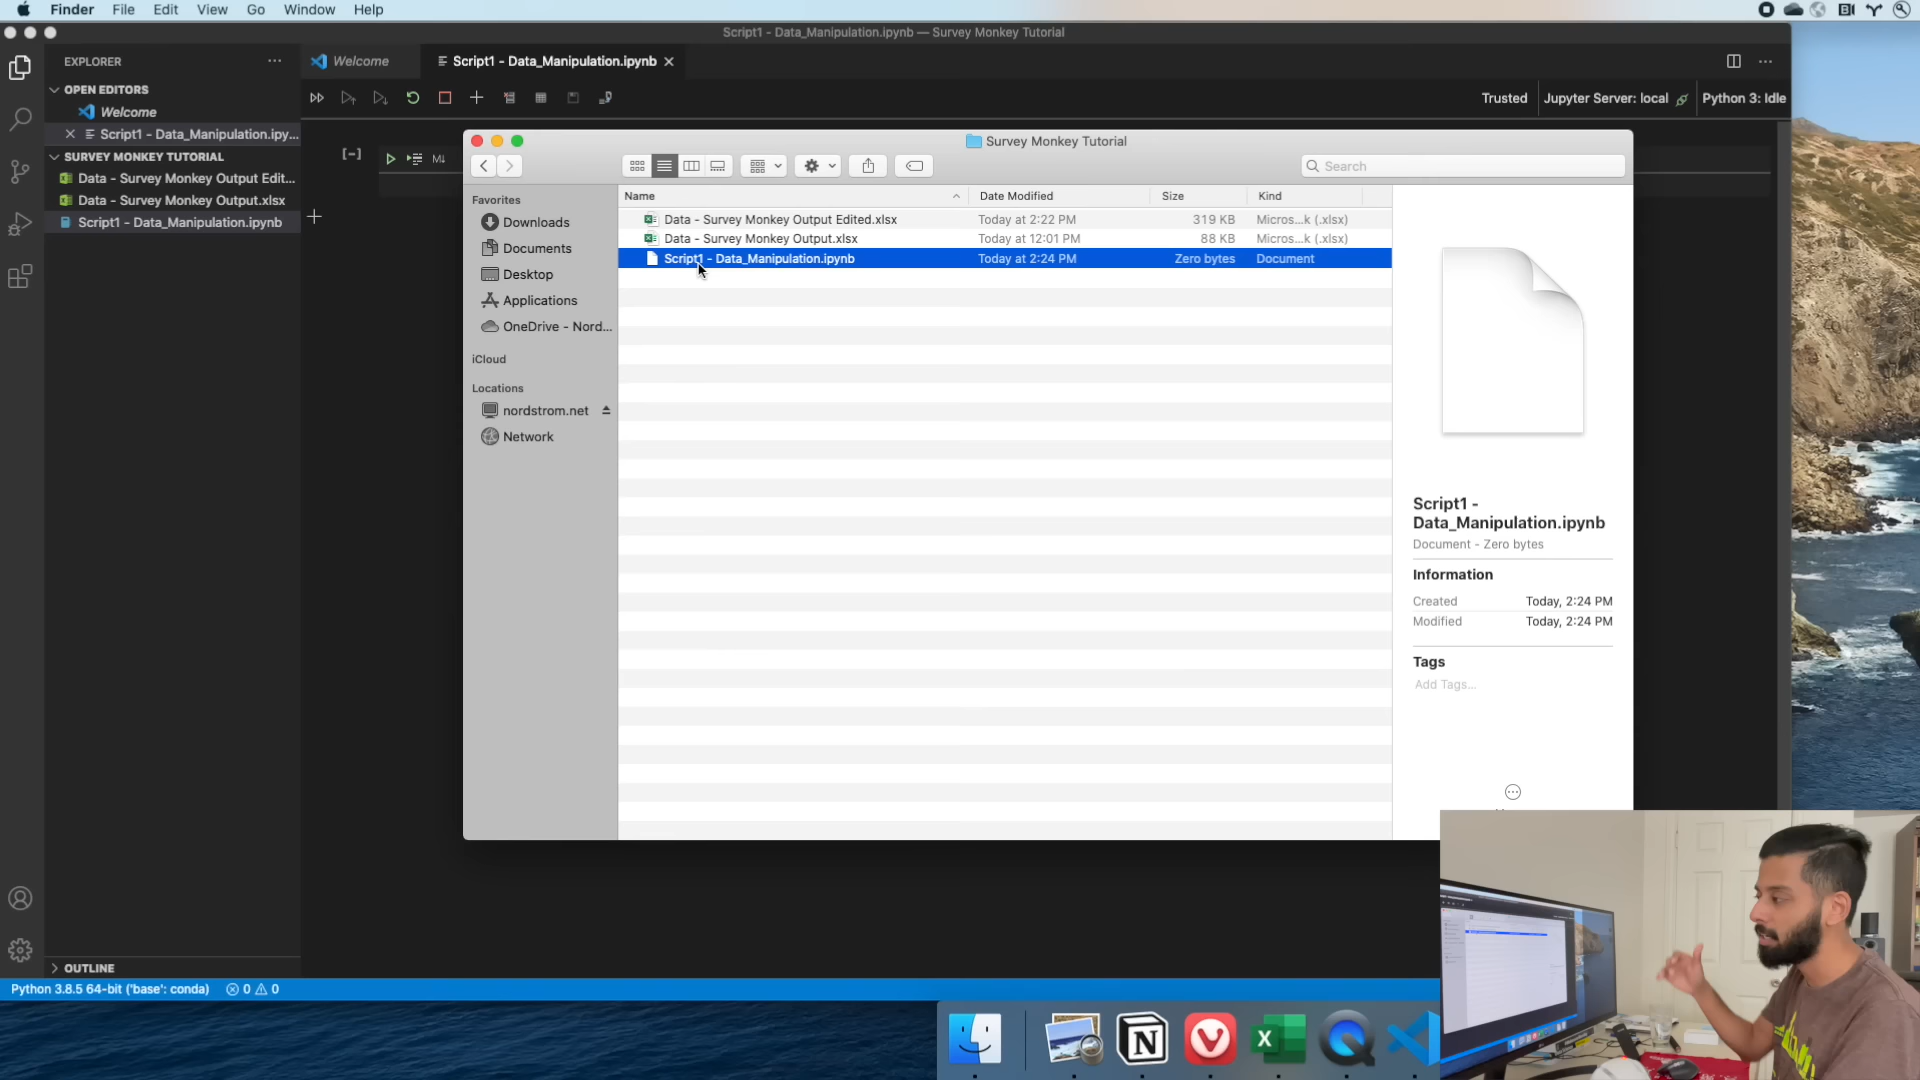 Finder File Edit View Go Window Help
Script1 - Data_Manipulation.ipynb — Survey Monkey Tutorial
EXPLORER
Welcome
Script1 - Data_Manipulation.ipynb
OPEN EDITORS
Welcome
Script1 - Data_Manipulation.ipy...
SURVEY MONKEY TUTORIAL
Data - Survey Monkey Output Edit...
Data - Survey Monkey Output.xlsx
Script1 - Data_Manipulation.ipynb
Trusted
Jupyter Server: local
Python 3: Idle
[-]
M↓
Survey Monkey Tutorial
Search
Favorites
Downloads
Documents
Desktop
Applications
OneDrive - Nord...
iCloud
Locations
nordstrom.net
Network
Name Date Modified Size Kind
Data - Survey Monkey Output Edited.xlsx Today at 2:22 PM 319 KB Micros...k (.xlsx)
Data - Survey Monkey Output.xlsx Today at 12:01 PM 88 KB Micros...k (.xlsx)
Script1 - Data_Manipulation.ipynb Today at 2:24 PM Zero bytes Document
Script1 -
Data_Manipulation.ipynb
Document - Zero bytes
Information
Created Today, 2:24 PM
Modified Today, 2:24 PM
Tags
Add Tags...
OUTLINE
Python 3.8.5 64-bit ('base': conda) 0 0